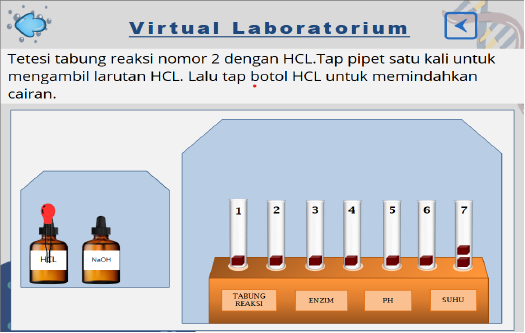 Virtual Laboratorium
Tetesi tabung reaksi nomor 2 dengan HCL.Tap pipet satu kali untuk
mengambil larutan HCL. Lalu tap botol HCL untuk memindahkan
cairan.
1 2 3 4 5 6 7
HCL NaOH
TABUNG
REAKSI
ENZIM PH SUHU